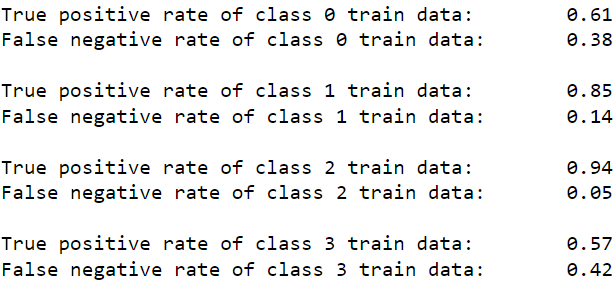 True positive rate of class 0 train data: 0.61
False negative rate of class 0 train data: 0.38
True positive rate of class 1 train data: 0.85
False negative rate of class 1 train data: 0.14
True positive rate of class 2 train data: 0.94
False negative rate of class 2 train data: 0.05
True positive rate of class 3 train data: 0.57
False negative rate of class 3 train data: 0.42